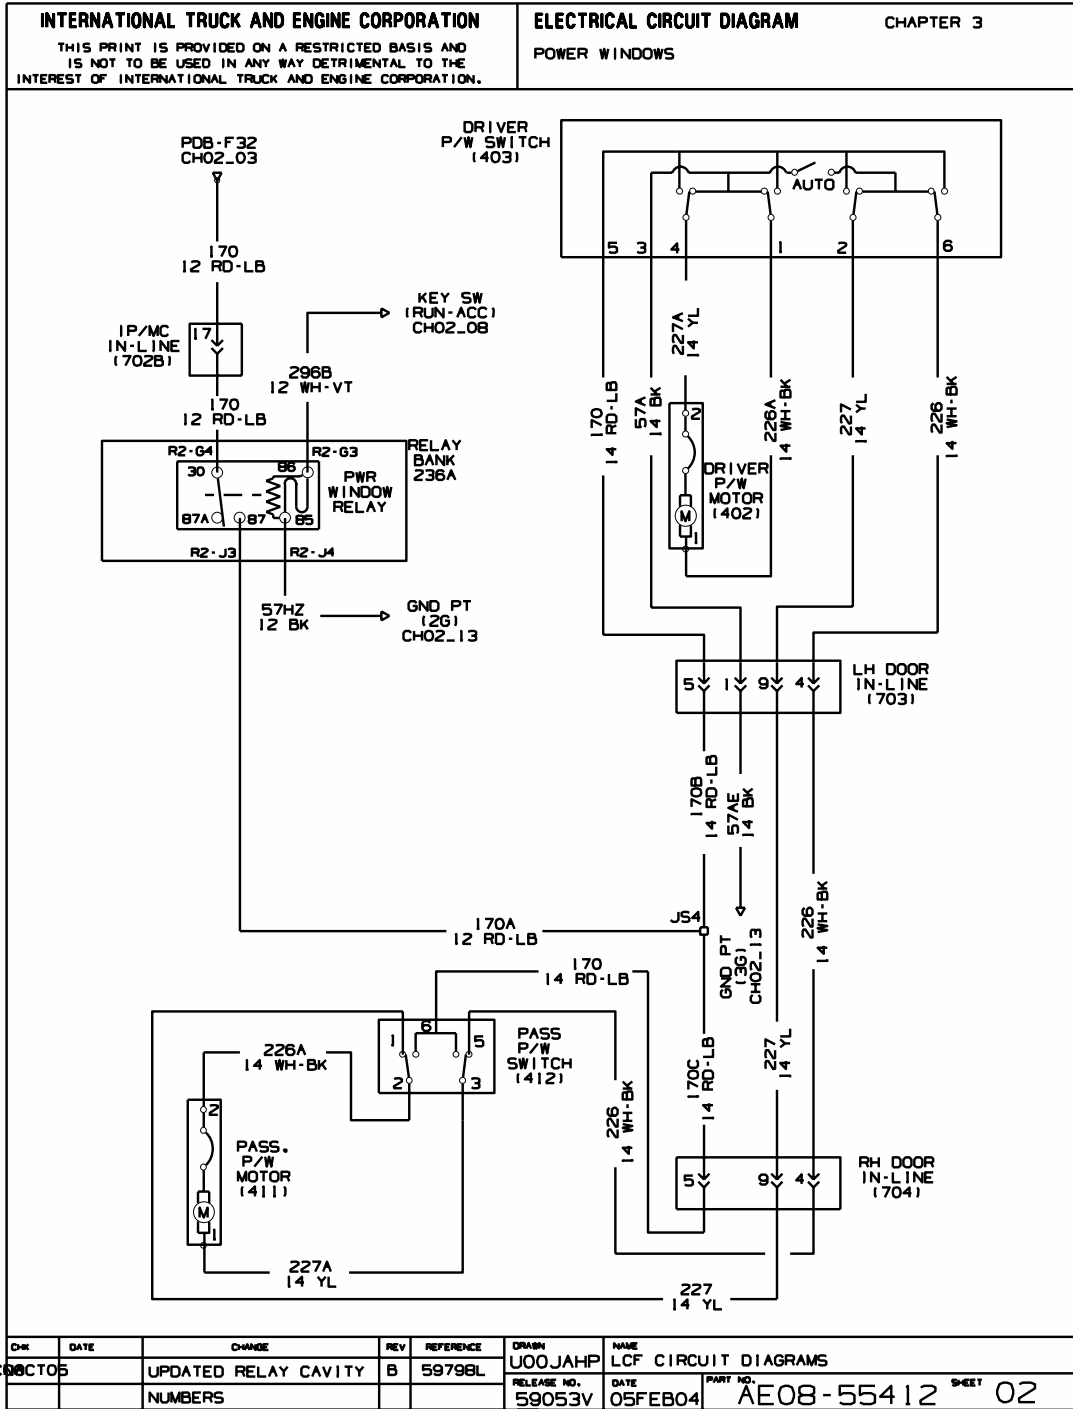 INTERNATIONAL TRUCK AND ENGINE CORPORATION
THIS PRINT IS PROVIDED ON A RESTRICTED BASIS AND
IS NOT TO BE USED IN ANY WAY DETRIMENTAL TO THE
INTEREST OF INTERNATIONAL TRUCK AND ENGINE CORPORATION.
ELECTRICAL CIRCUIT DIAGRAM
CHAPTER 3
POWER WINDOWS
PDB-F32
CH02_03
170
12 RD-LB
IP/MC
IN-LINE
(702B)
17
170
12 RD-LB
KEY SW
(RUN-ACC)
CH02_08
296B
12 WH-VT
R2-G4
R2-G3
RELAY
BANK
236A
30
86
PWR
WINDOW
RELAY
87A
87
85
R2-J3
R2-J4
57HZ
12 BK
GND PT
(2G)
CH02_13
DRIVER
P/W SWITCH
(403)
AUTO
5
3
4
1
2
6
170
14 RD-LB
57A
14 BK
227A
14 YL
226A
14 WH-BK
227
14 YL
226
14 WH-BK
2
DRIVER
P/W
MOTOR
(402)
M
1
LH DOOR
IN-LINE
(703)
5
1
9
4
170B
14 RD-LB
57AE
14 BK
226
14 WH-BK
JS4
170A
12 RD-LB
GND PT
(3G)
CH02_13
170
14 RD-LB
170C
14 RD-LB
227
14 YL
1
6
5
PASS
P/W
SWITCH
(412)
2
3
226A
14 WH-BK
226
14 WH-BK
2
PASS.
P/W
MOTOR
(411)
M
1
RH DOOR
IN-LINE
(704)
5
9
4
227A
14 YL
227
14 YL
CHK
DATE
CHANGE
REV
REFERENCE
DRAWN
U00JAHP
NAME
LCF CIRCUIT DIAGRAMS
UPDATED RELAY CAVITY
B
59798L
NUMBERS
RELEASE NO.
59053V
DATE
05FEB04
PART NO.
AE08-55412
SHEET
02